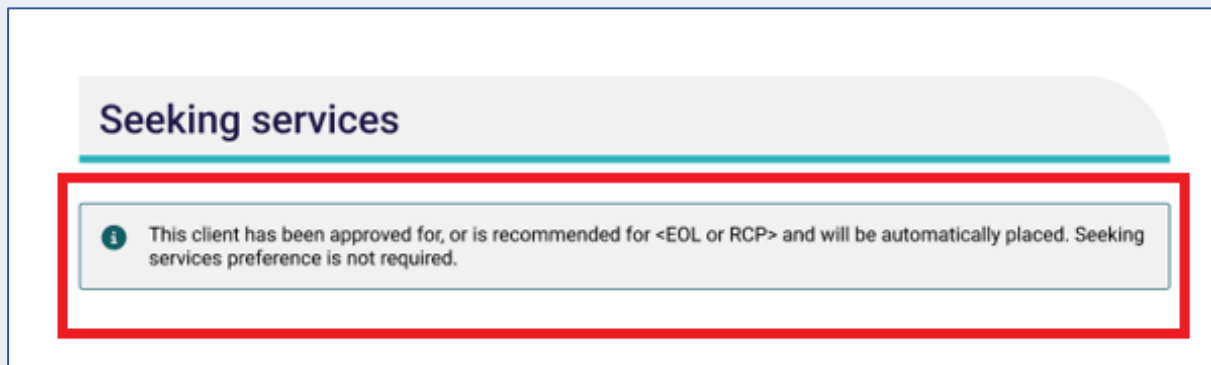 Seeking services
This client has been approved for, or is recommended for <EOL or RCP> and will be automatically placed. Seeking
services preference is not required.